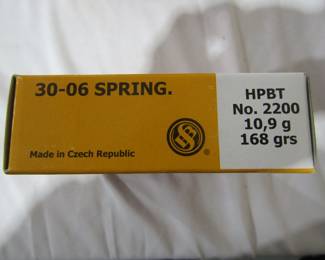 30-06 SPRING.
Made in Czech Republic
®
HPBT
No. 2200
10,9 g
168 grs